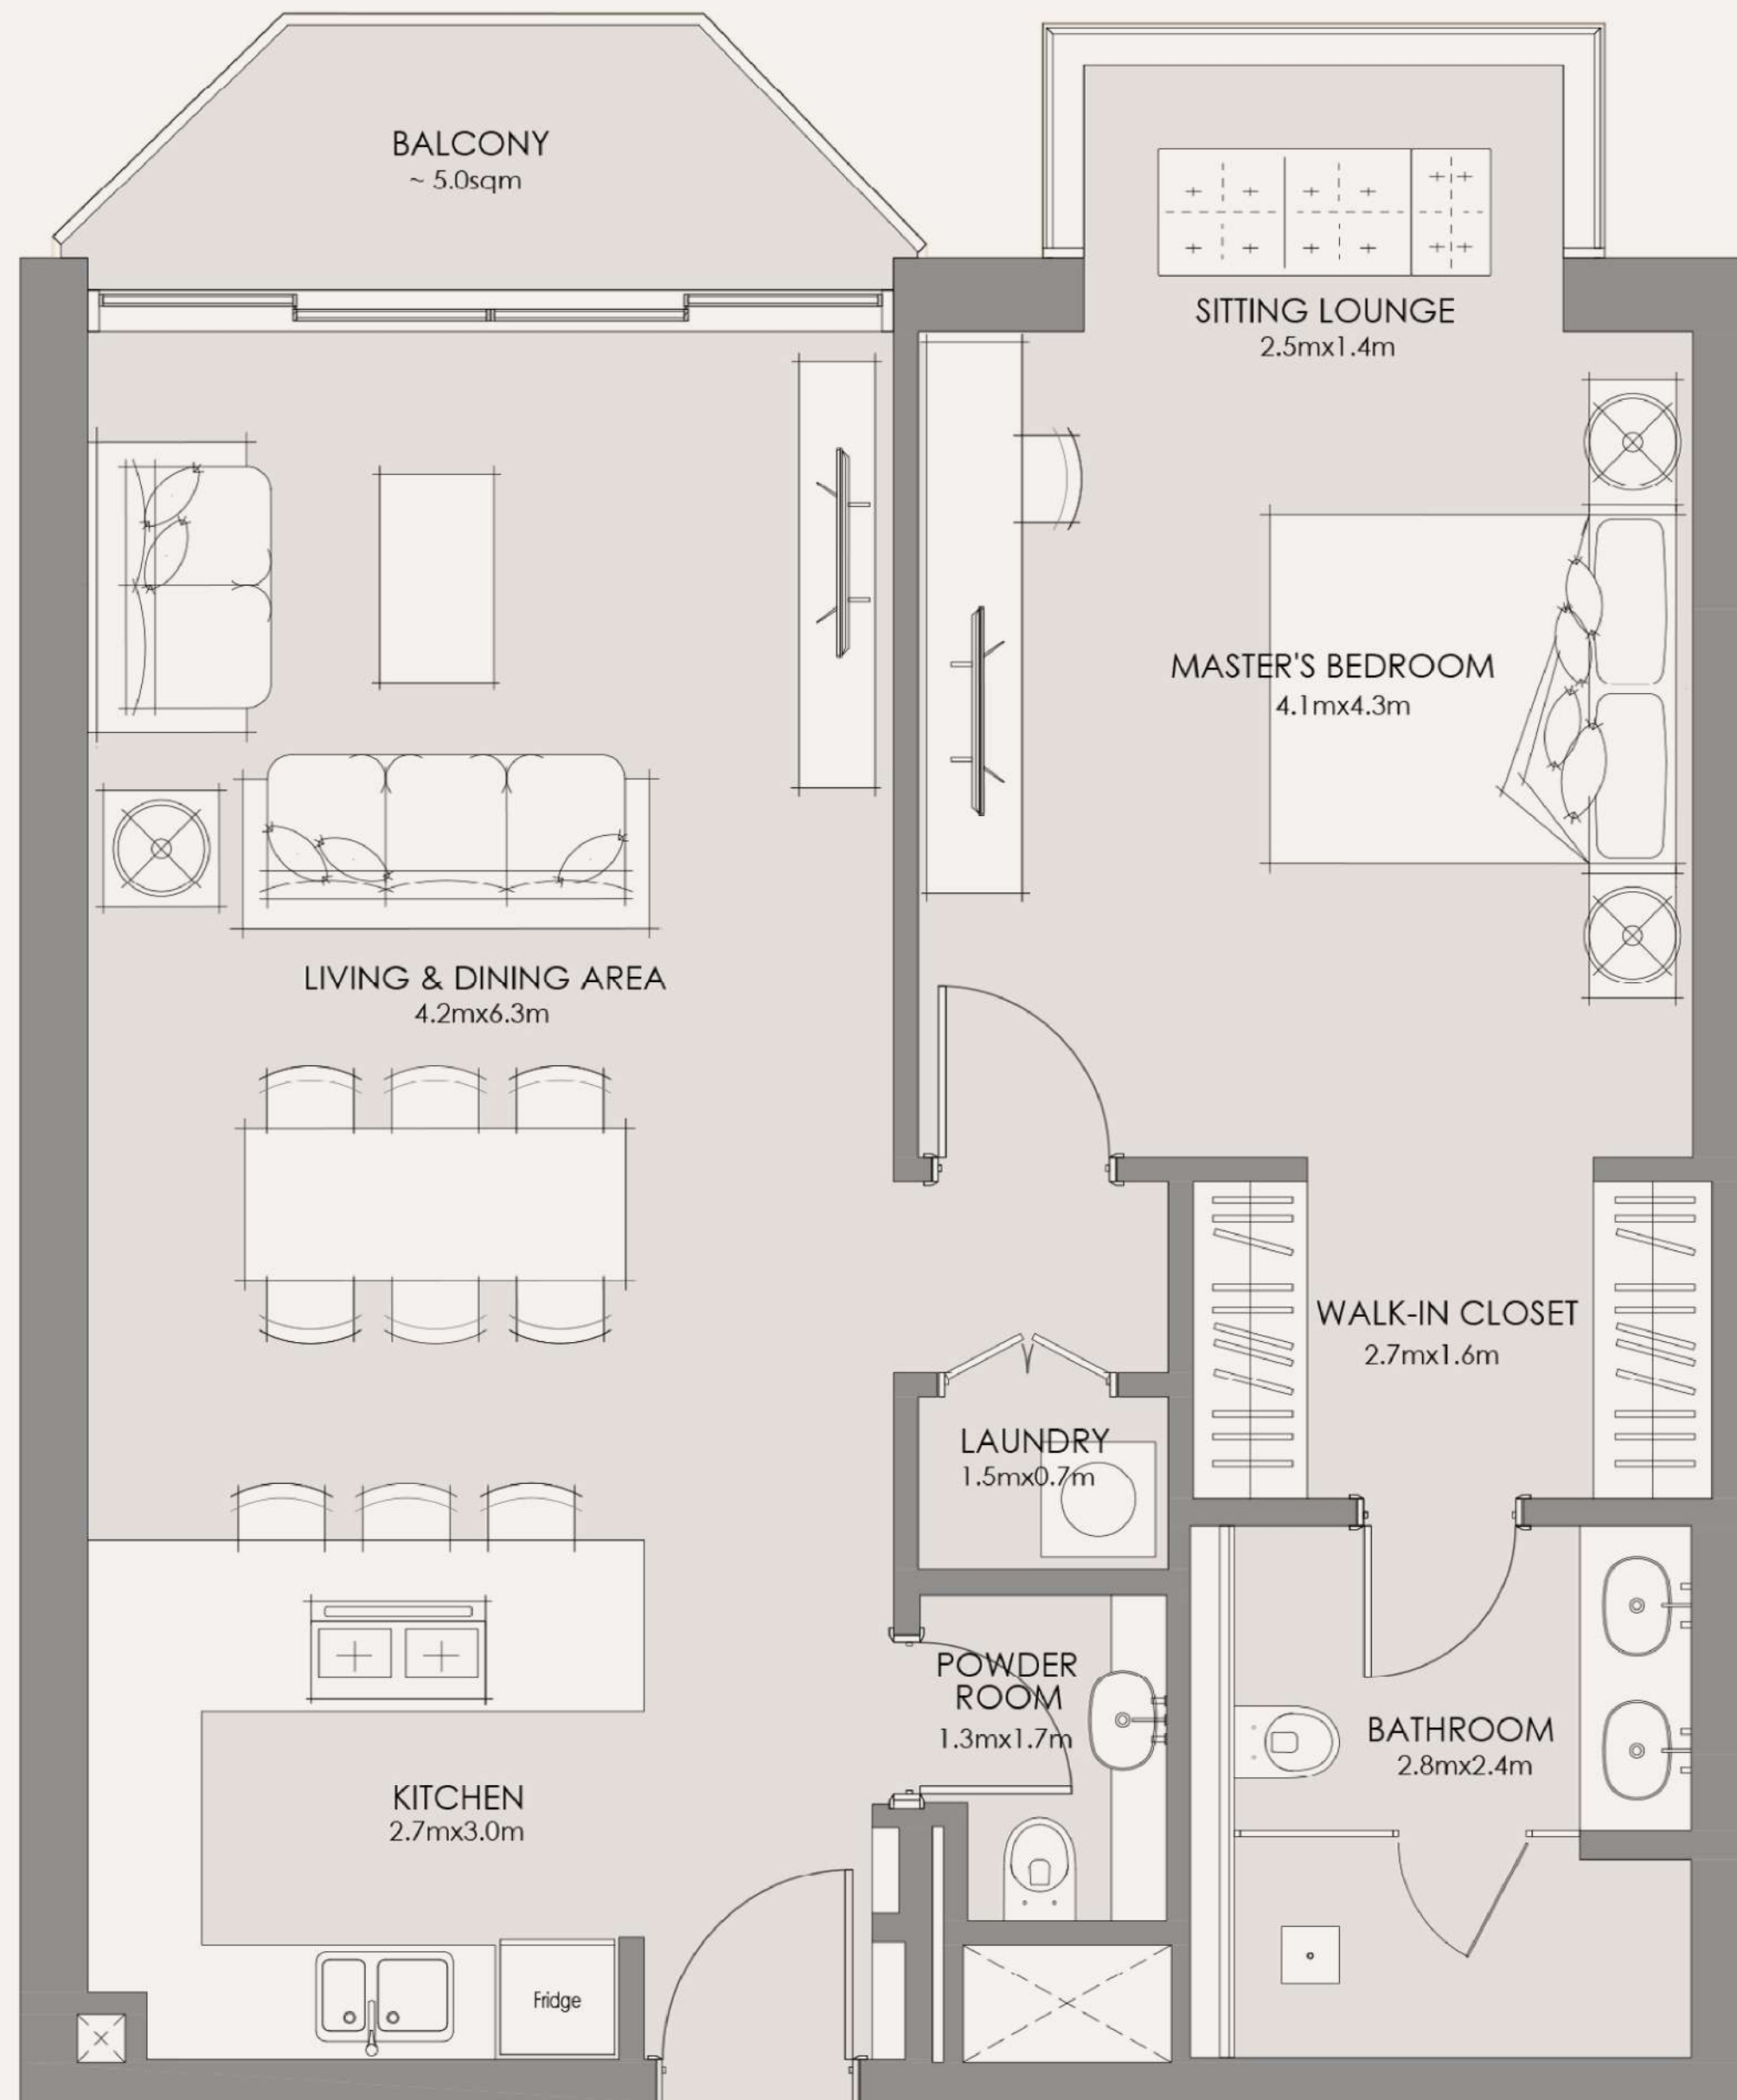 BALCONY
~ 5.0sqm
SITTING LOUNGE
2.5mx1.4m
MASTER'S BEDROOM
4.1mx4.3m
LIVING & DINING AREA
4.2mx6.3m
WALK-IN CLOSET
2.7mx1.6m
LAUNDRY
1.5mx0.7m
POWDER
ROOM
1.3mx1.7m
BATHROOM
2.8mx2.4m
KITCHEN
2.7mx3.0m
Fridge